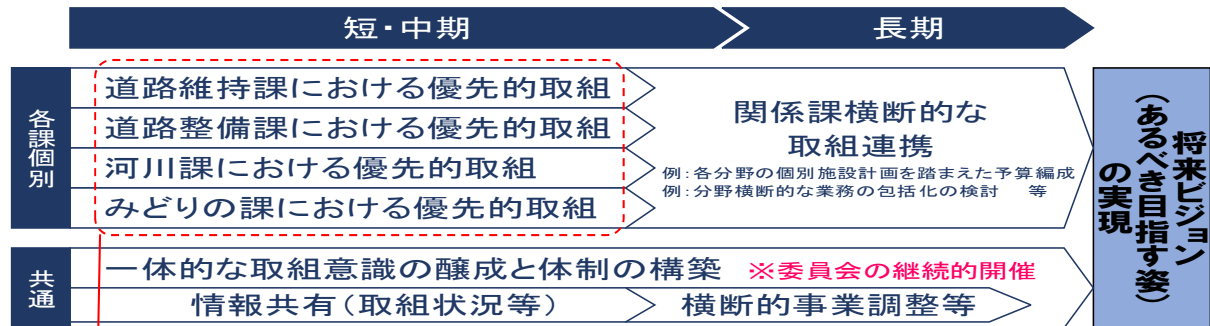 短・中期
長期
各課個別
道路維持課における優先的取組
道路整備課における優先的取組
河川課における優先的取組
みどりの課における優先的取組
関係課横断的な
取組連携
例：各分野の個別施設計画を踏まえた予算編成
例：分野横断的な業務の包括化の検討　等
共通
一体的な取組意識の醸成と体制の構築　※委員会の継続的開催
情報共有（取組状況等）
横断的事業調整等
将来ビジョン
（あるべき目指す姿）
の実現